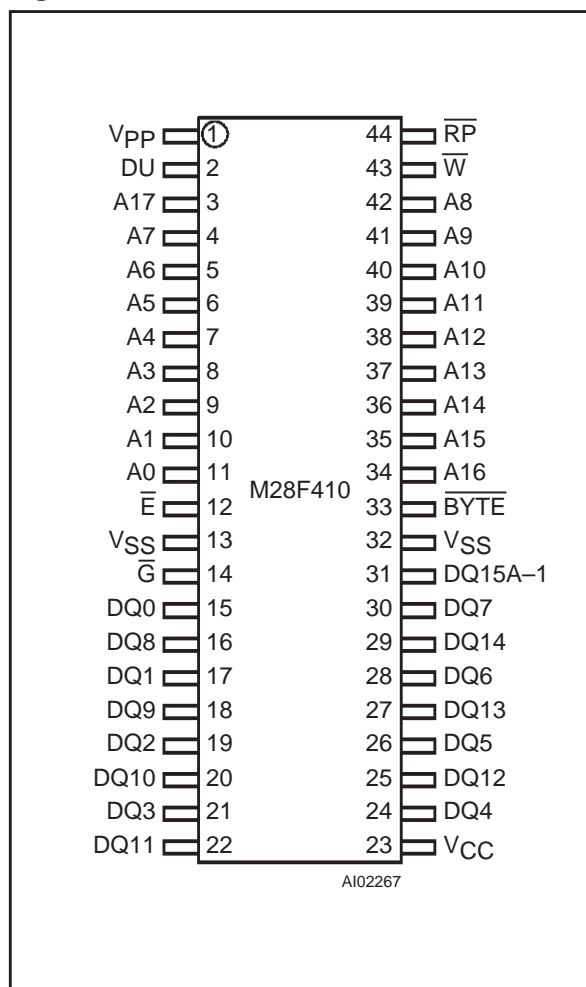 VPP 1 44 R̅P̅
DU 2 43 W̅
A17 3 42 A8
A7 4 41 A9
A6 5 40 A10
A5 6 39 A11
A4 7 38 A12
A3 8 37 A13
A2 9 36 A14
A1 10 35 A15
A0 11 34 A16
M28F410
E̅ 12 33 B̅Y̅T̅E̅
VSS 13 32 VSS
G̅ 14 31 DQ15A–1
DQ0 15 30 DQ7
DQ8 16 29 DQ14
DQ1 17 28 DQ6
DQ9 18 27 DQ13
DQ2 19 26 DQ5
DQ10 20 25 DQ12
DQ3 21 24 DQ4
DQ11 22 23 VCC
AI02267